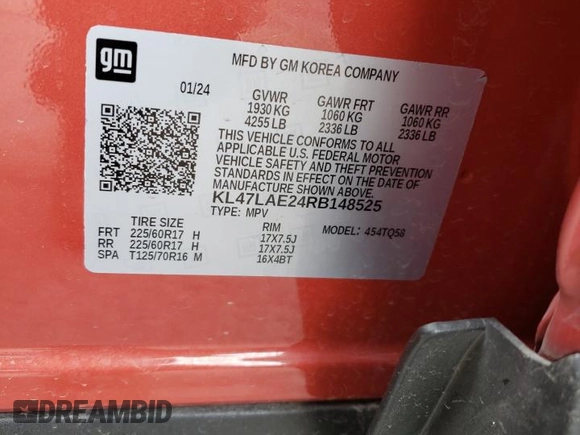 gm
MFD BY GM KOREA COMPANY
01/24
GVWR GAWR FRT GAWR RR
1930 KG 1060 KG 1060 KG
4255 LB 2336 LB 2336 LB
THIS VEHICLE CONFORMS TO ALL
APPLICABLE U.S. FEDERAL MOTOR
VEHICLE SAFETY AND THEFT PREVENTION
STANDARDS IN EFFECT ON THE DATE OF
MANUFACTURE SHOWN ABOVE.
KL47LAE24RB148525
TYPE: MPV
TIRE SIZE RIM MODEL: 454TQ58
FRT 225/60R17 H 17X7.5J
RR 225/60R17 H 17X7.5J
SPA T125/70R16 M 16X4BT
DREAMBID